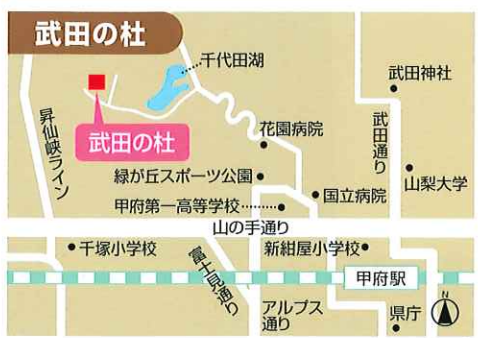 武田の杜
千代田湖
武田神社
昇仙峡ライン
武田の杜
花園病院
武田通り
緑が丘スポーツ公園
山梨大学
甲府第一高等学校
国立病院
山の手通り
千塚小学校
富士見通り
新紺屋小学校
甲府駅
アルプス
通り
県庁
N